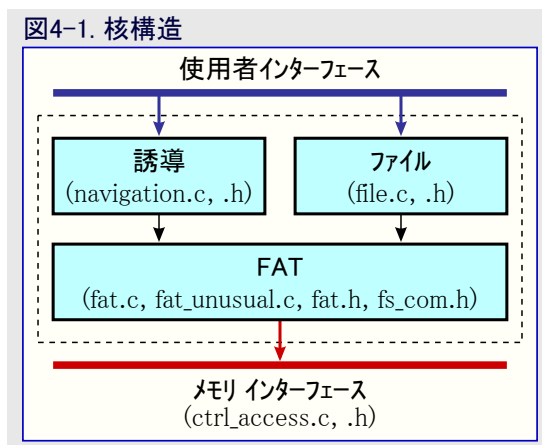 図4-1. 核構造
使用者インターフェース
誘導
(navigation.c, .h)
ファイル
(file.c, .h)
FAT
(fat.c, fat_unusual.c, fat.h, fs_com.h)
メモリ インターフェース
(ctrl_access.c, .h)